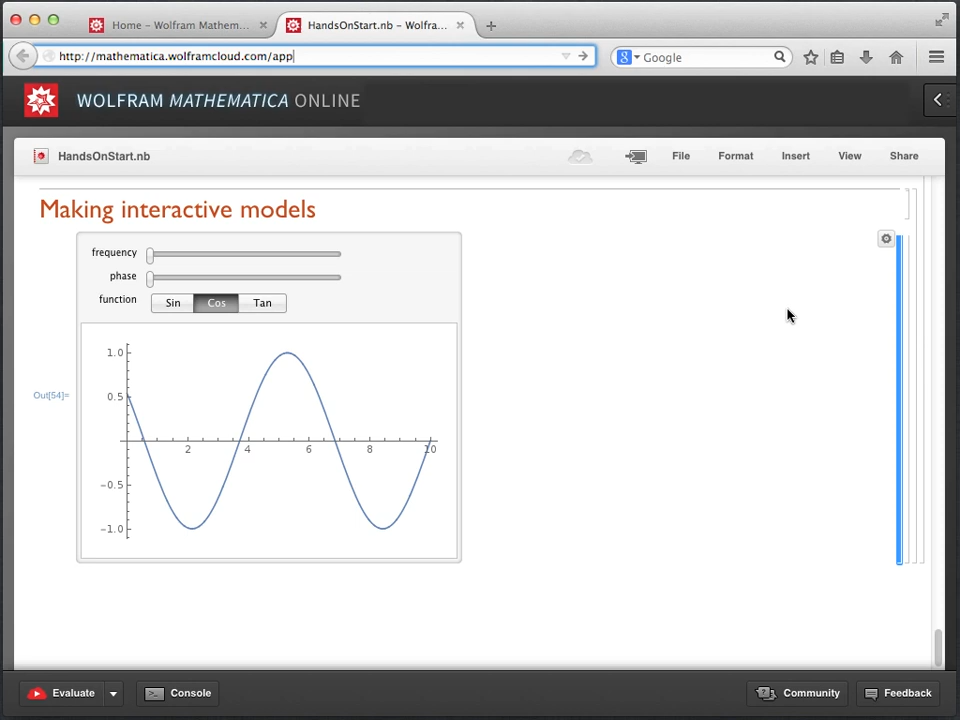 Home – Wolfram Mathem...
HandsOnStart.nb – Wolfra...
http://mathematica.wolframcloud.com/app
8
Google
WOLFRAM MATHEMATICA ONLINE
HandsOnStart.nb
File
Format
Insert
View
Share
Making interactive models
frequency
phase
function
Sin
Cos
Tan
Out[54]=
1.0
0.5
−0.5
−1.0
2
4
6
8
10
Evaluate
Console
Community
Feedback